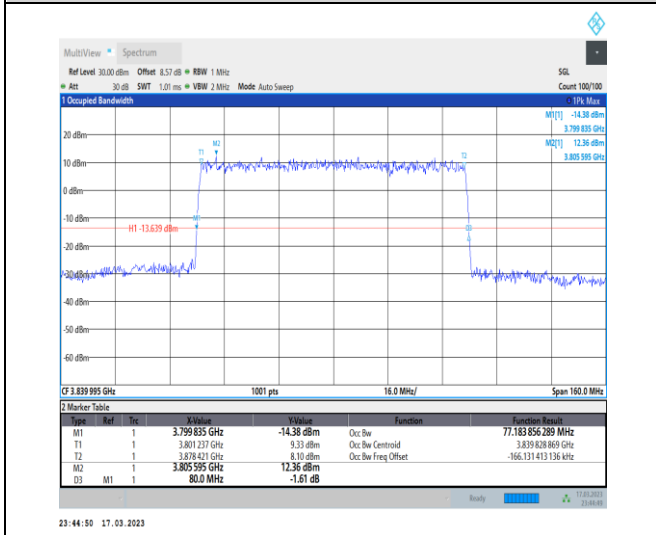 MultiView Spectrum
Ref Level 30.00 dBm Offset 8.57 dB RBW 1 MHz SGL
Att 30 dB SWT 1.01 ms VBW 2 MHz Mode Auto Sweep Count 100/100
1 Occupied Bandwidth 1Pk Max
M1[1] -14.38 dBm
3.799 835 GHz
20 dBm
M2[1] 12.36 dBm
3.805 595 GHz
M2
T1
T2
10 dBm
0 dBm
-10 dBm
H1 -13.639 dBm
D3
-20 dBm
-30 dBm
-40 dBm
-50 dBm
-60 dBm
CF 3.839 995 GHz 1001 pts 16.0 MHz/ Span 160.0 MHz
2 Marker Table
Type Ref Trc X-Value Y-Value Function Function Result
M1 1 3.799 835 GHz -14.38 dBm Occ Bw 77.183 856 289 MHz
T1 1 3.801 237 GHz 9.33 dBm Occ Bw Centroid 3.839 828 869 GHz
T2 1 3.878 421 GHz 8.10 dBm Occ Bw Freq Offset -166.131 413 136 kHz
M2 1 3.805 595 GHz 12.36 dBm
D3 M1 1 80.0 MHz -1.61 dB
Ready 17.03.2023
23:44:49
23:44:50 17.03.2023